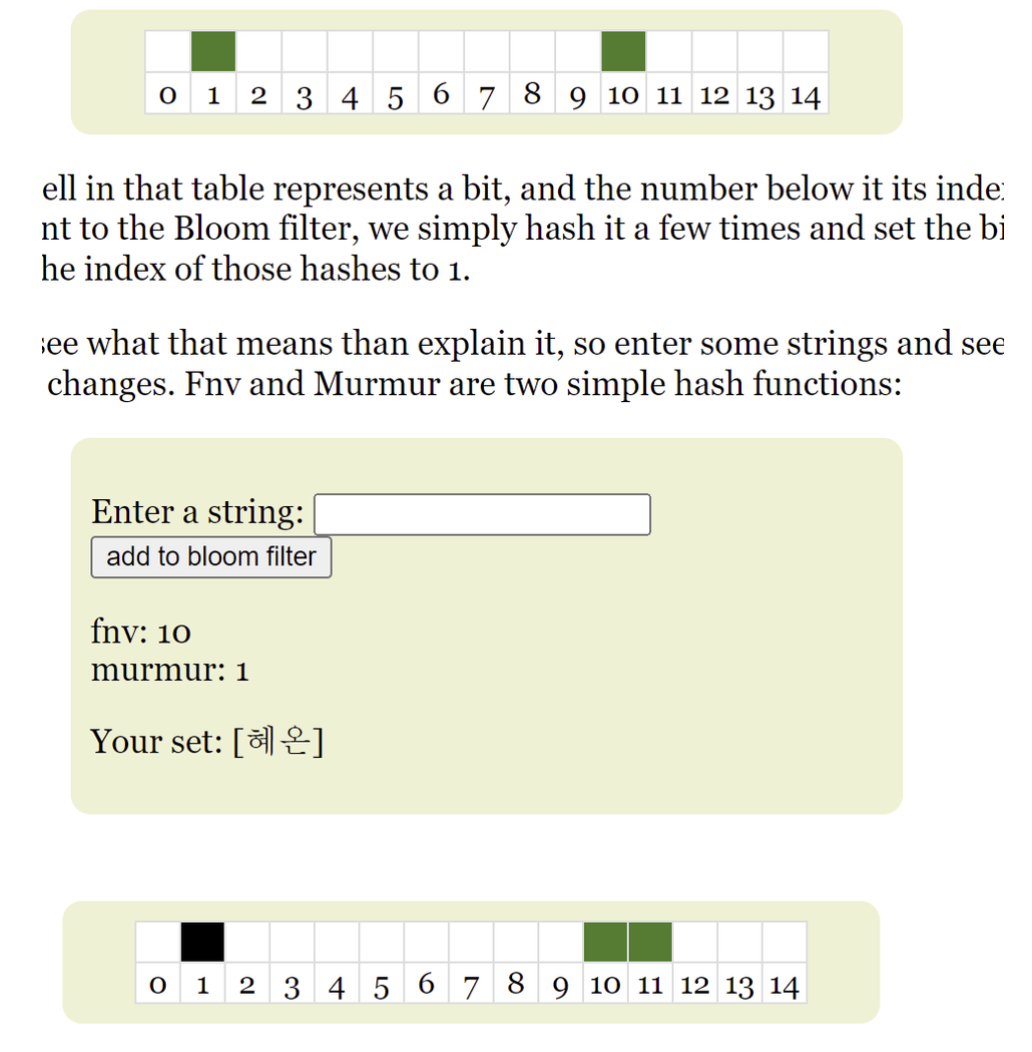 0 1 2 3 4 5 6 7 8 9 10 11 12 13 14
ell in that table represents a bit, and the number below it its inde
nt to the Bloom filter, we simply hash it a few times and set the bi
he index of those hashes to 1.
see what that means than explain it, so enter some strings and see
changes. Fnv and Murmur are two simple hash functions:
Enter a string:
add to bloom filter
fnv: 10
murmur: 1
Your set: [혜온]
0 1 2 3 4 5 6 7 8 9 10 11 12 13 14